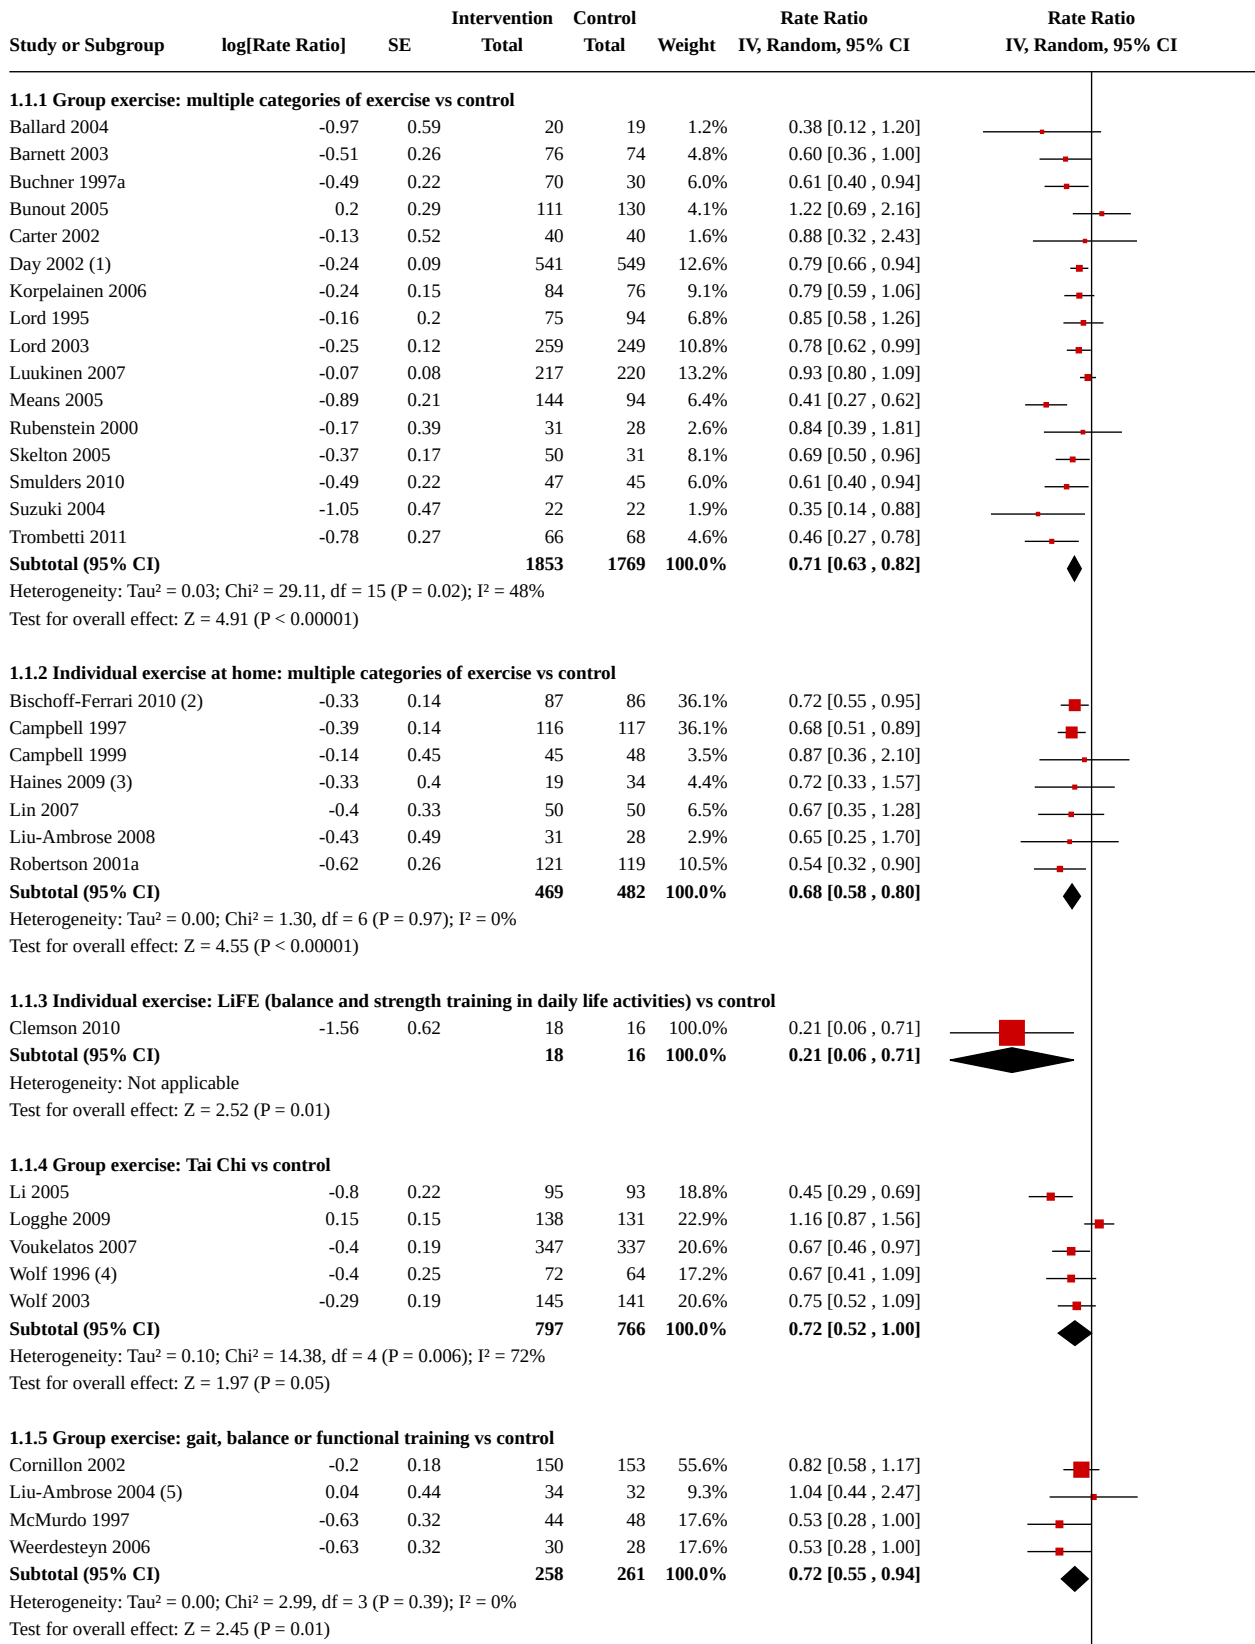 Intervention Control Rate Ratio Rate Ratio
Study or Subgroup log[Rate Ratio] SE Total Total Weight IV, Random, 95% CI IV, Random, 95% CI
1.1.1 Group exercise: multiple categories of exercise vs control
Ballard 2004 -0.97 0.59 20 19 1.2% 0.38 [0.12 , 1.20]
Barnett 2003 -0.51 0.26 76 74 4.8% 0.60 [0.36 , 1.00]
Buchner 1997a -0.49 0.22 70 30 6.0% 0.61 [0.40 , 0.94]
Bunout 2005 0.2 0.29 111 130 4.1% 1.22 [0.69 , 2.16]
Carter 2002 -0.13 0.52 40 40 1.6% 0.88 [0.32 , 2.43]
Day 2002 (1) -0.24 0.09 541 549 12.6% 0.79 [0.66 , 0.94]
Korpelainen 2006 -0.24 0.15 84 76 9.1% 0.79 [0.59 , 1.06]
Lord 1995 -0.16 0.2 75 94 6.8% 0.85 [0.58 , 1.26]
Lord 2003 -0.25 0.12 259 249 10.8% 0.78 [0.62 , 0.99]
Luukinen 2007 -0.07 0.08 217 220 13.2% 0.93 [0.80 , 1.09]
Means 2005 -0.89 0.21 144 94 6.4% 0.41 [0.27 , 0.62]
Rubenstein 2000 -0.17 0.39 31 28 2.6% 0.84 [0.39 , 1.81]
Skelton 2005 -0.37 0.17 50 31 8.1% 0.69 [0.50 , 0.96]
Smulders 2010 -0.49 0.22 47 45 6.0% 0.61 [0.40 , 0.94]
Suzuki 2004 -1.05 0.47 22 22 1.9% 0.35 [0.14 , 0.88]
Trombetti 2011 -0.78 0.27 66 68 4.6% 0.46 [0.27 , 0.78]
Subtotal (95% CI) 1853 1769 100.0% 0.71 [0.63 , 0.82]
Heterogeneity: Tau² = 0.03; Chi² = 29.11, df = 15 (P = 0.02); I² = 48%
Test for overall effect: Z = 4.91 (P < 0.00001)
1.1.2 Individual exercise at home: multiple categories of exercise vs control
Bischoff-Ferrari 2010 (2) -0.33 0.14 87 86 36.1% 0.72 [0.55 , 0.95]
Campbell 1997 -0.39 0.14 116 117 36.1% 0.68 [0.51 , 0.89]
Campbell 1999 -0.14 0.45 45 48 3.5% 0.87 [0.36 , 2.10]
Haines 2009 (3) -0.33 0.4 19 34 4.4% 0.72 [0.33 , 1.57]
Lin 2007 -0.4 0.33 50 50 6.5% 0.67 [0.35 , 1.28]
Liu-Ambrose 2008 -0.43 0.49 31 28 2.9% 0.65 [0.25 , 1.70]
Robertson 2001a -0.62 0.26 121 119 10.5% 0.54 [0.32 , 0.90]
Subtotal (95% CI) 469 482 100.0% 0.68 [0.58 , 0.80]
Heterogeneity: Tau² = 0.00; Chi² = 1.30, df = 6 (P = 0.97); I² = 0%
Test for overall effect: Z = 4.55 (P < 0.00001)
1.1.3 Individual exercise: LiFE (balance and strength training in daily life activities) vs control
Clemson 2010 -1.56 0.62 18 16 100.0% 0.21 [0.06 , 0.71]
Subtotal (95% CI) 18 16 100.0% 0.21 [0.06 , 0.71]
Heterogeneity: Not applicable
Test for overall effect: Z = 2.52 (P = 0.01)
1.1.4 Group exercise: Tai Chi vs control
Li 2005 -0.8 0.22 95 93 18.8% 0.45 [0.29 , 0.69]
Logghe 2009 0.15 0.15 138 131 22.9% 1.16 [0.87 , 1.56]
Voukelatos 2007 -0.4 0.19 347 337 20.6% 0.67 [0.46 , 0.97]
Wolf 1996 (4) -0.4 0.25 72 64 17.2% 0.67 [0.41 , 1.09]
Wolf 2003 -0.29 0.19 145 141 20.6% 0.75 [0.52 , 1.09]
Subtotal (95% CI) 797 766 100.0% 0.72 [0.52 , 1.00]
Heterogeneity: Tau² = 0.10; Chi² = 14.38, df = 4 (P = 0.006); I² = 72%
Test for overall effect: Z = 1.97 (P = 0.05)
1.1.5 Group exercise: gait, balance or functional training vs control
Cornillon 2002 -0.2 0.18 150 153 55.6% 0.82 [0.58 , 1.17]
Liu-Ambrose 2004 (5) 0.04 0.44 34 32 9.3% 1.04 [0.44 , 2.47]
McMurdo 1997 -0.63 0.32 44 48 17.6% 0.53 [0.28 , 1.00]
Weerdesteyn 2006 -0.63 0.32 30 28 17.6% 0.53 [0.28 , 1.00]
Subtotal (95% CI) 258 261 100.0% 0.72 [0.55 , 0.94]
Heterogeneity: Tau² = 0.00; Chi² = 2.99, df = 3 (P = 0.39); I² = 0%
Test for overall effect: Z = 2.45 (P = 0.01)